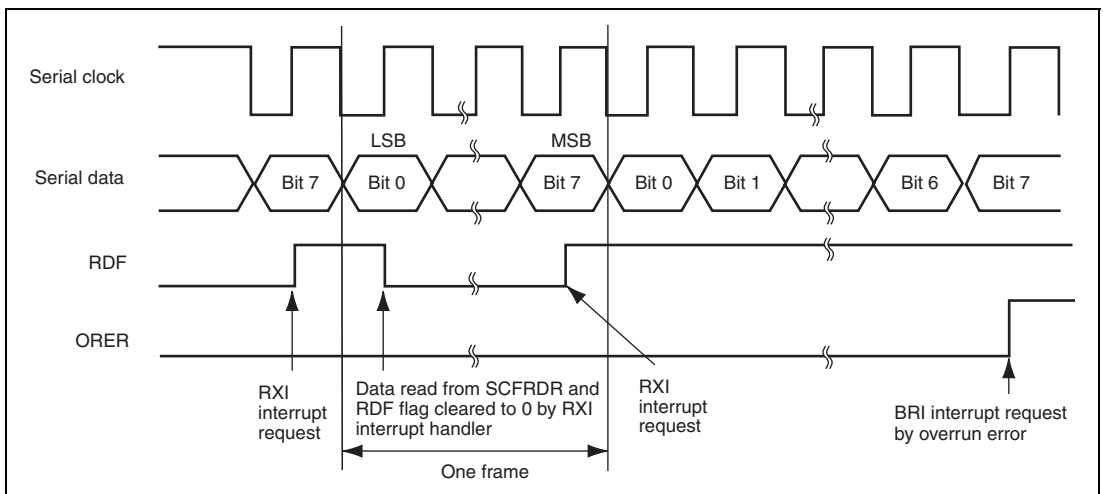 Serial clock
LSB
MSB
Serial data
Bit 7
Bit 0
Bit 7
Bit 0
Bit 1
Bit 6
Bit 7
RDF
ORER
RXI
interrupt
request
Data read from SCFRDR and
RDF flag cleared to 0 by RXI
interrupt handler
RXI
interrupt
request
BRI interrupt request
by overrun error
One frame